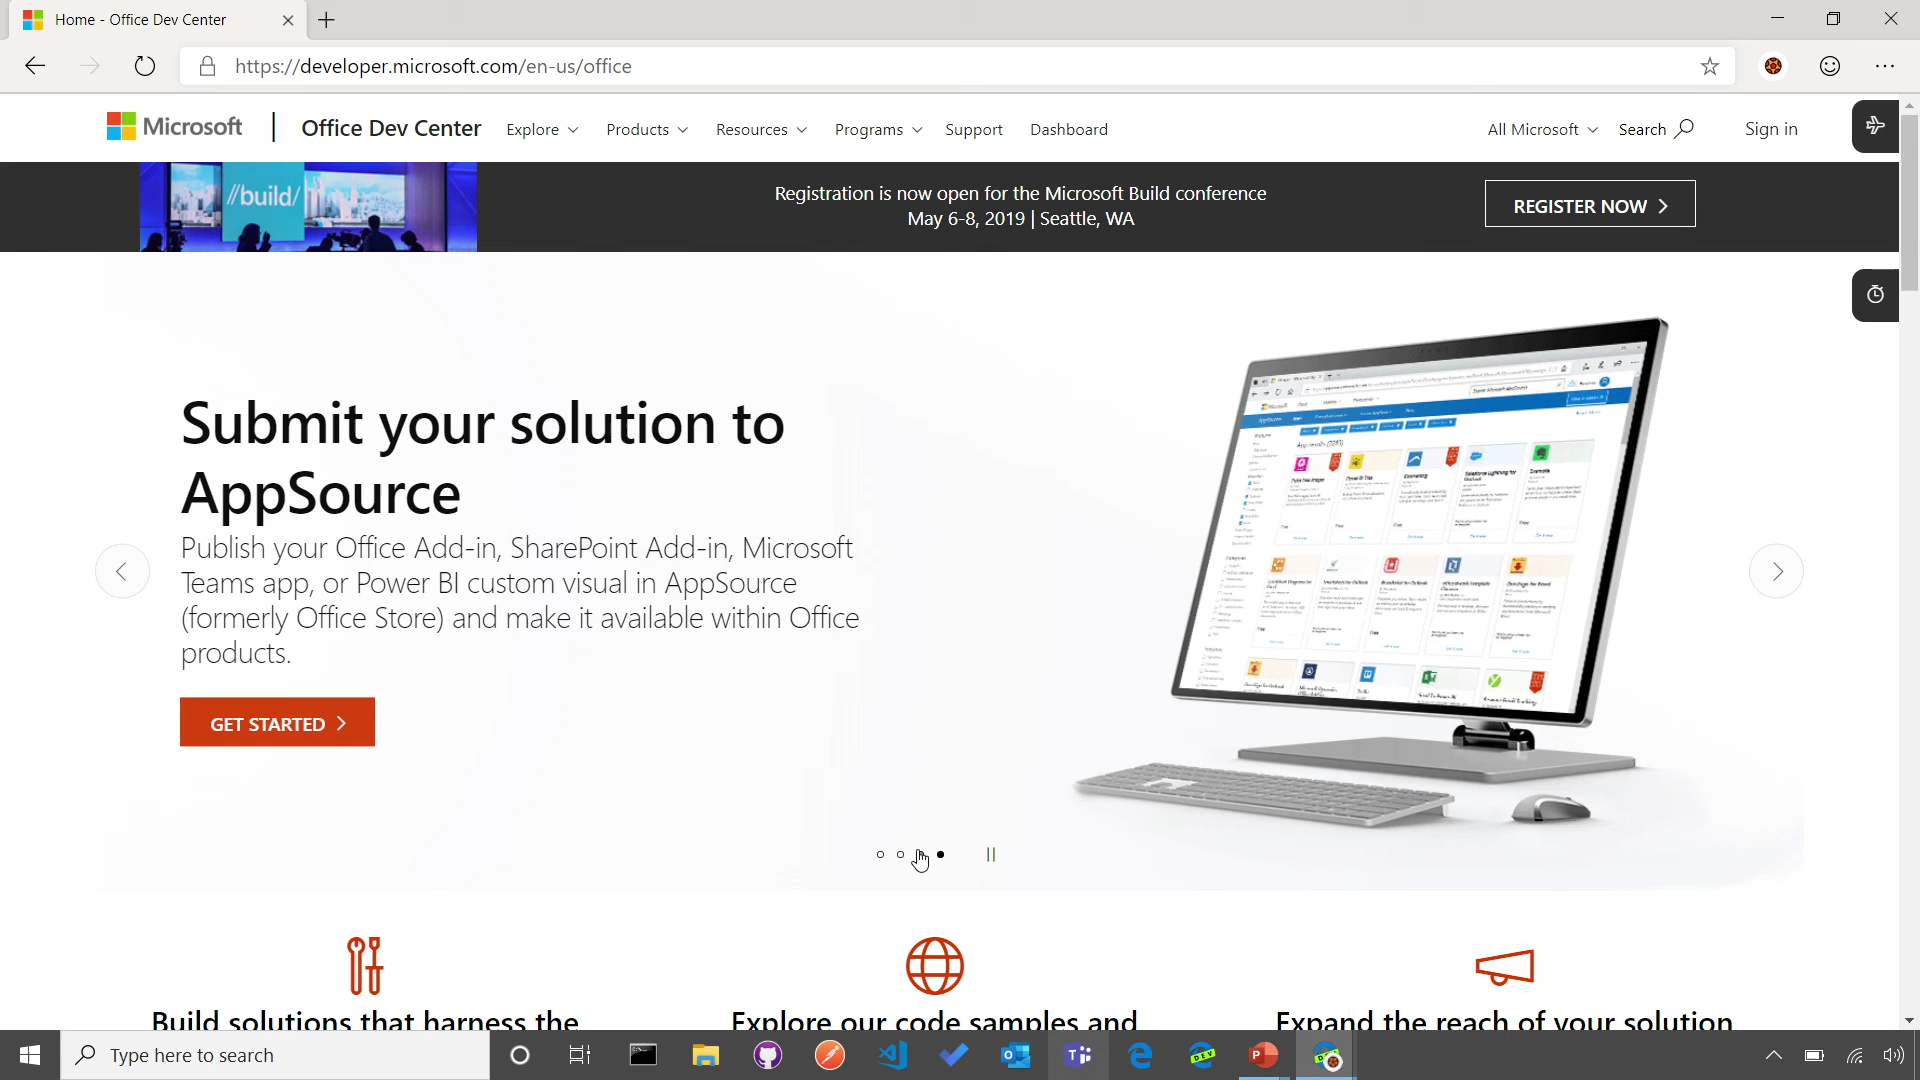 Home - Office Dev Center
https://developer.microsoft.com/en-us/office
Microsoft
Office Dev Center
Explore
Products
Resources
Programs
Support
Dashboard
All Microsoft
Search
Sign in
//build/
Registration is now open for the Microsoft Build conference
May 6-8, 2019 | Seattle, WA
REGISTER NOW
Submit your solution to
AppSource
Publish your Office Add-in, SharePoint Add-in, Microsoft
Teams app, or Power BI custom visual in AppSource
(formerly Office Store) and make it available within Office
products.
GET STARTED
Build solutions that harness the
Explore our code samples and
Expand the reach of your solution
Type here to search
DEV